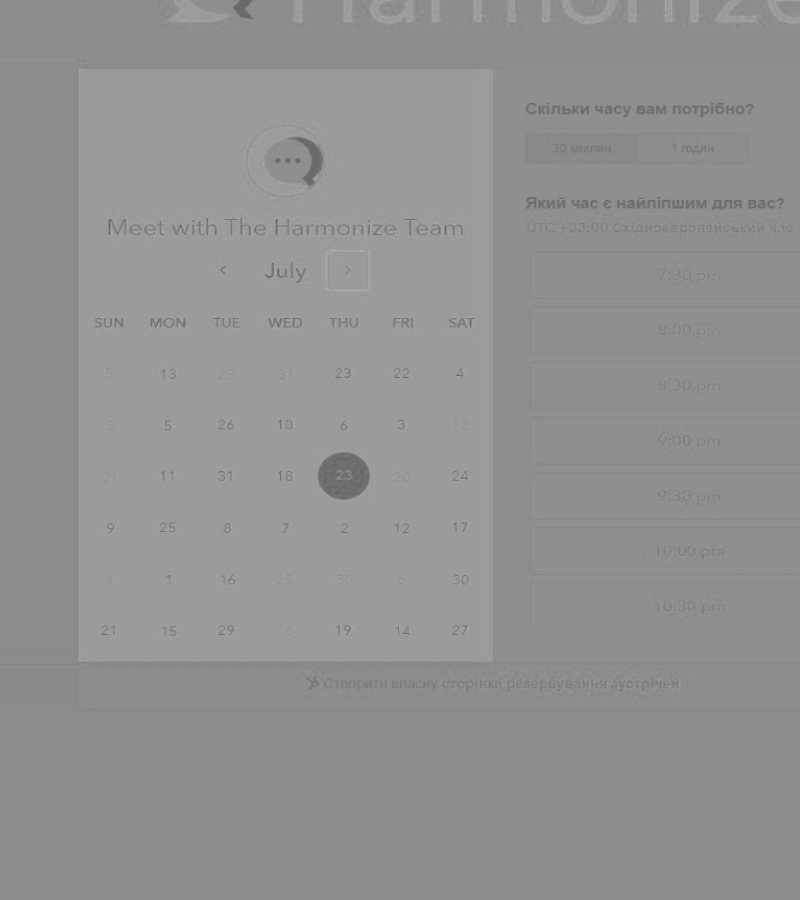 Harmonize
Meet with The Harmonize Team
July
SUN MON TUE WED THU FRI SAT
5 13 28 31 23 22 4
3 5 26 10 6 3 12
21 11 31 18 23 20 24
9 25 8 7 2 12 17
4 1 16 25 30 6 30
21 15 29 16 19 14 27
Скільки часу вам потрібно?
30 хвилин 1 годин
Який час є найліпшим для вас?
UTC +03:00 Східноєвропейський час
7:30 pm
8:00 pm
8:30 pm
9:00 pm
9:30 pm
10:00 pm
10:30 pm
Створити власну сторінка резервування зустрічей